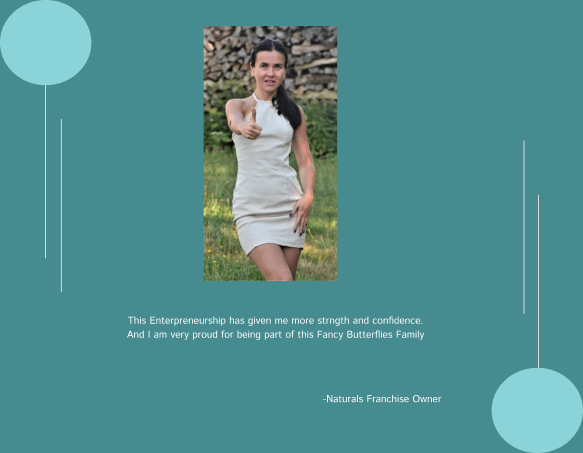 This Enterpreneurship has given me more strngth and confidence.
And I am very proud for being part of this Fancy Butterflies Family
-Naturals Franchise Owner